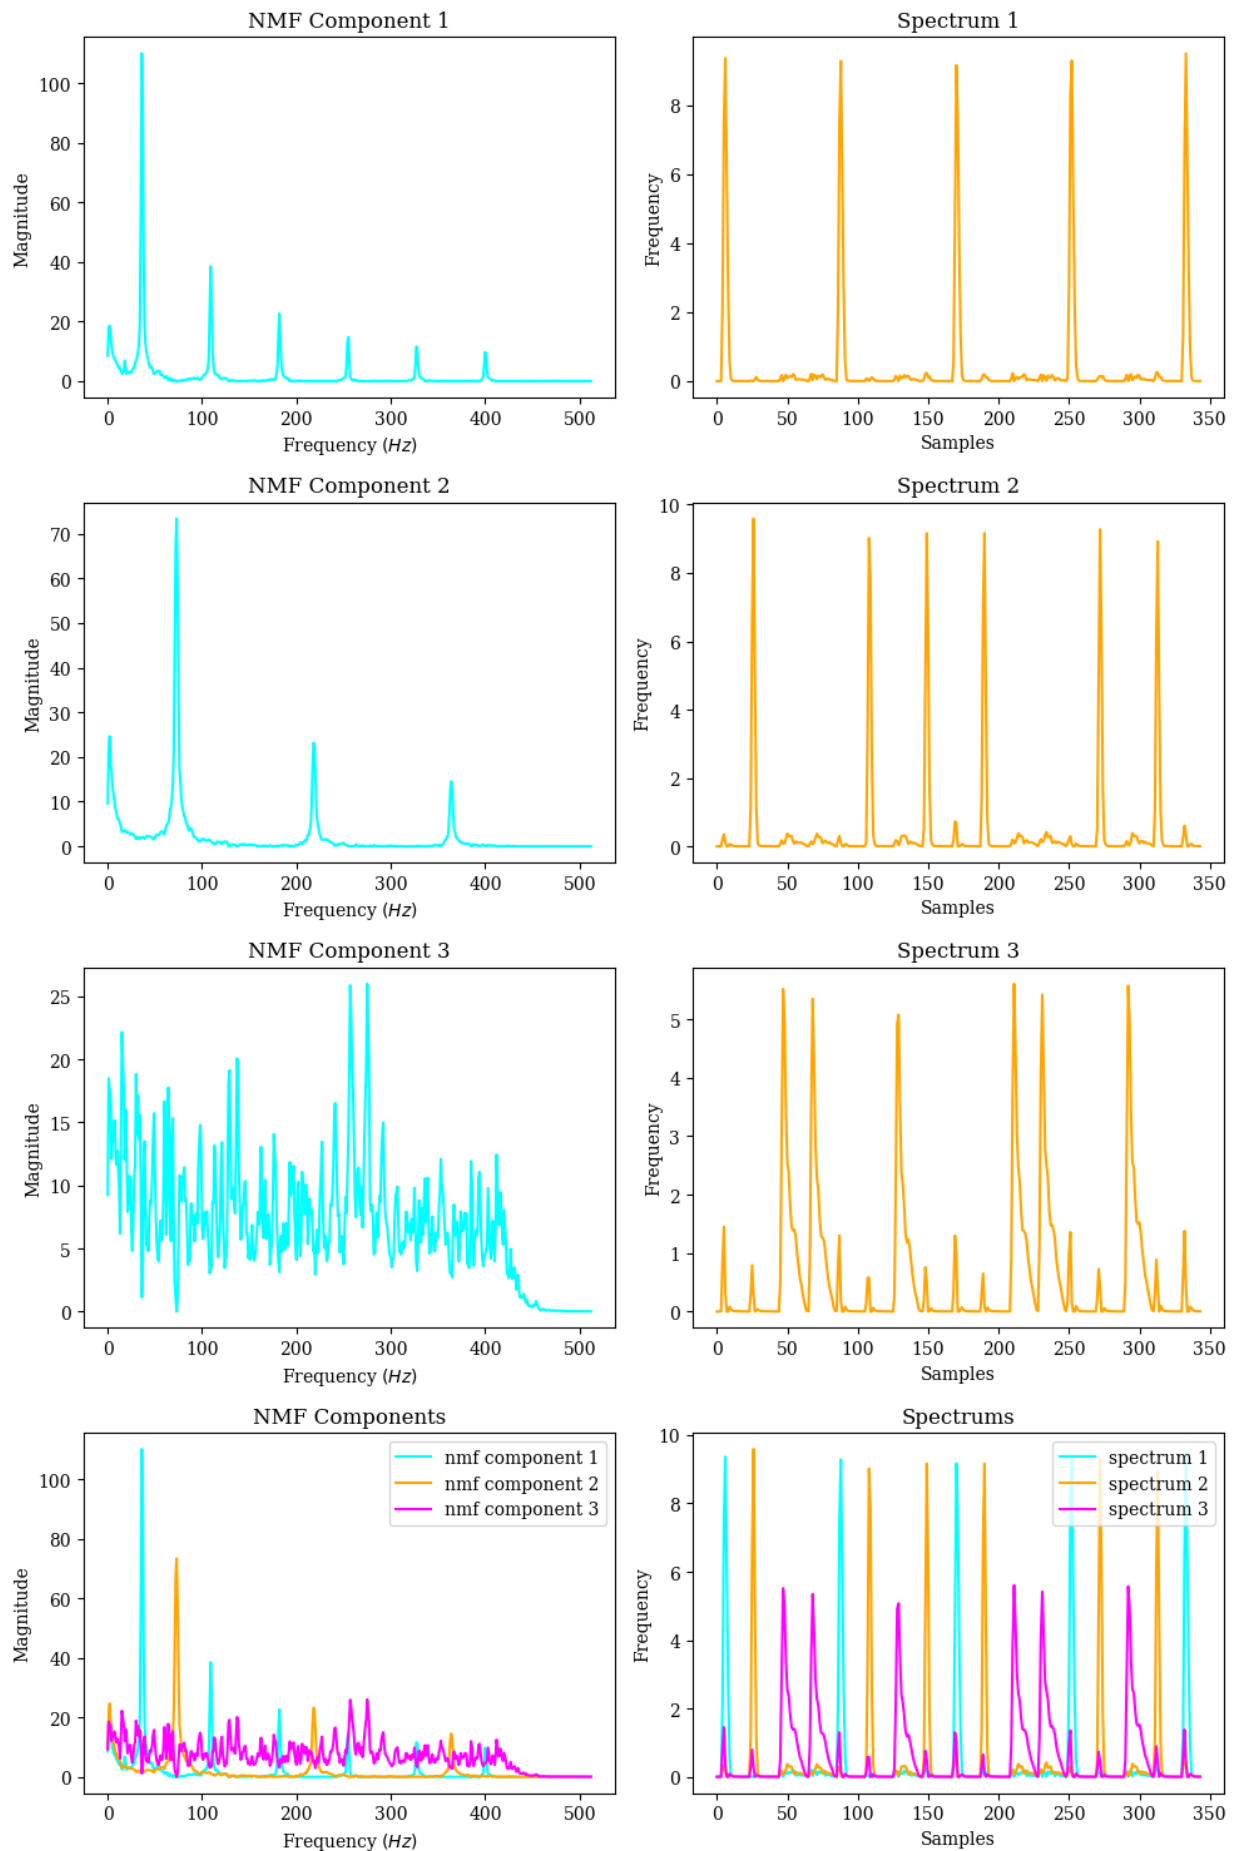 NMF Component 1
Magnitude
100
80
60
40
20
0
0 100 200 300 400 500
Frequency (Hz)
Spectrum 1
Frequency
8
6
4
2
0
0 50 100 150 200 250 300 350
Samples
NMF Component 2
Magnitude
70
60
50
40
30
20
10
0
0 100 200 300 400 500
Frequency (Hz)
Spectrum 2
Frequency
10
8
6
4
2
0
0 50 100 150 200 250 300 350
Samples
NMF Component 3
Magnitude
25
20
15
10
5
0
0 100 200 300 400 500
Frequency (Hz)
Spectrum 3
Frequency
5
4
3
2
1
0
0 50 100 150 200 250 300 350
Samples
NMF Components
Magnitude
100
80
60
40
20
0
nmf component 1
nmf component 2
nmf component 3
0 100 200 300 400 500
Frequency (Hz)
Spectrums
Frequency
10
8
6
4
2
0
spectrum 1
spectrum 2
spectrum 3
0 50 100 150 200 250 300 350
Samples